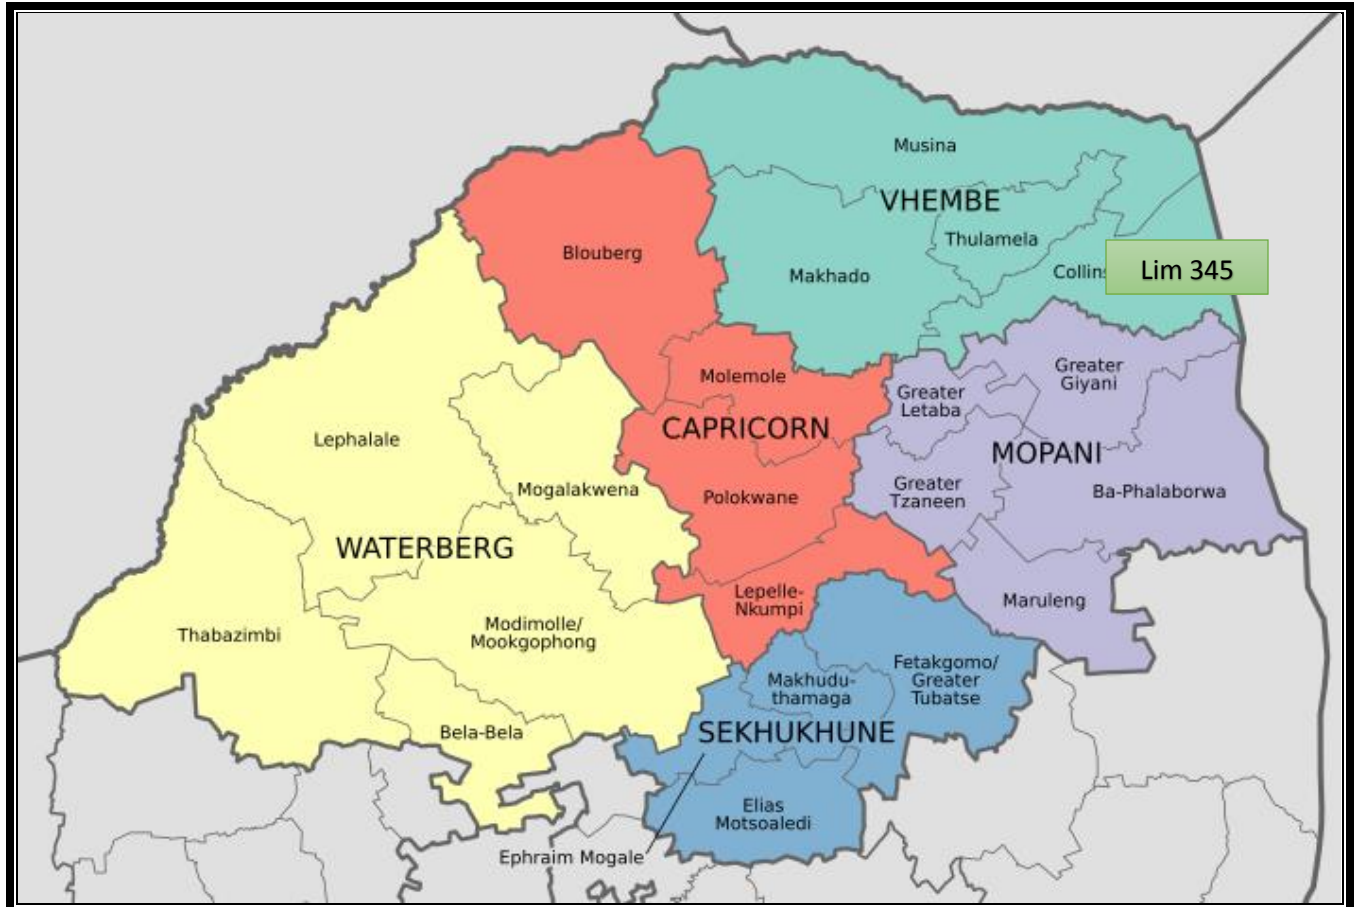 Musina
VHEMBE
Thulamela
Blouberg
Makhado
Collins
Lim 345
Molemole
Greater
Giyani
Greater
Letaba
CAPRICORN
Lephalale
MOPANI
Mogalakwena
Polokwane
Greater
Tzaneen
Ba-Phalaborwa
WATERBERG
Lepelle-
Nkumpi
Maruleng
Thabazimbi
Modimolle/
Mookgophong
Fetakgomo/
Greater
Tubatse
Makhudu-
thamaga
Bela-Bela
SEKHUKHUNE
Elias
Motsoaledi
Ephraim Mogale